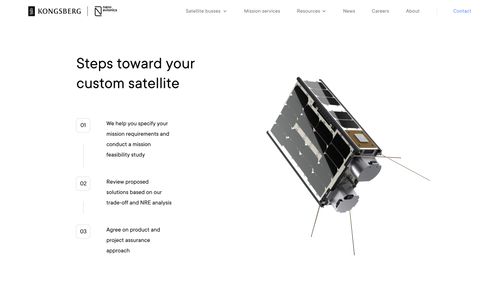 KONGSBERG
nano avionics
Satellite busses
Mission services
Resources
News
Careers
About
Contact
Steps toward your
custom satellite
01
We help you specify your
mission requirements and
conduct a mission
feasibility study
02
Review proposed
solutions based on our
trade-off and NRE analysis
03
Agree on product and
project assurance
approach